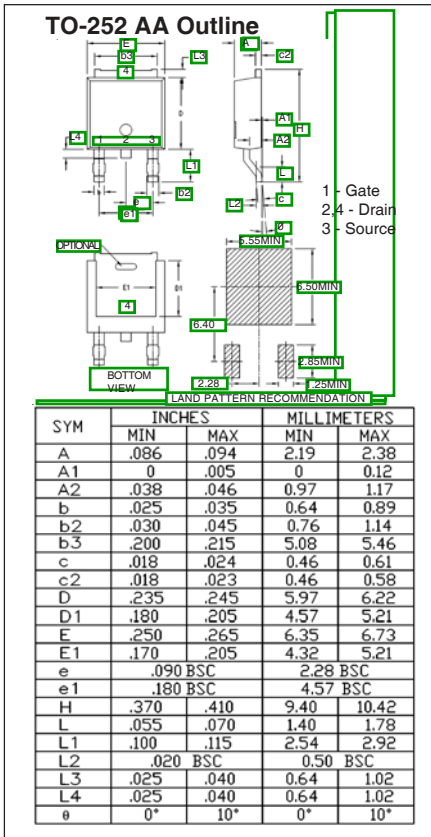 TO-252 AA Outline
E
b3
4
L3
A
c2
D
A1
H
A2
L4
1 2 3
L1
L
b2
e
e1
L2
c
Ø
1 - Gate
2,4 - Drain
3 - Source
OPTIONAL
E1
D1
4
BOTTOM
VIEW
5.55MIN
6.50MIN
6.40
2.85MIN
2.28
1.25MIN
LAND PATTERN RECOMMENDATION
SYM INCHES MILLIMETERS
MIN MAX MIN MAX
A .086 .094 2.19 2.38
A1 0 .005 0 0.12
A2 .038 .046 0.97 1.17
b .025 .035 0.64 0.89
b2 .030 .045 0.76 1.14
b3 .200 .215 5.08 5.46
c .018 .024 0.46 0.61
c2 .018 .023 0.46 0.58
D .235 .245 5.97 6.22
D1 .180 .205 4.57 5.21
E .250 .265 6.35 6.73
E1 .170 .205 4.32 5.21
e .090 BSC 2.28 BSC
e1 .180 BSC 4.57 BSC
H .370 .410 9.40 10.42
L .055 .070 1.40 1.78
L1 .100 .115 2.54 2.92
L2 .020 BSC 0.50 BSC
L3 .025 .040 0.64 1.02
L4 .025 .040 0.64 1.02
θ 0° 10° 0° 10°